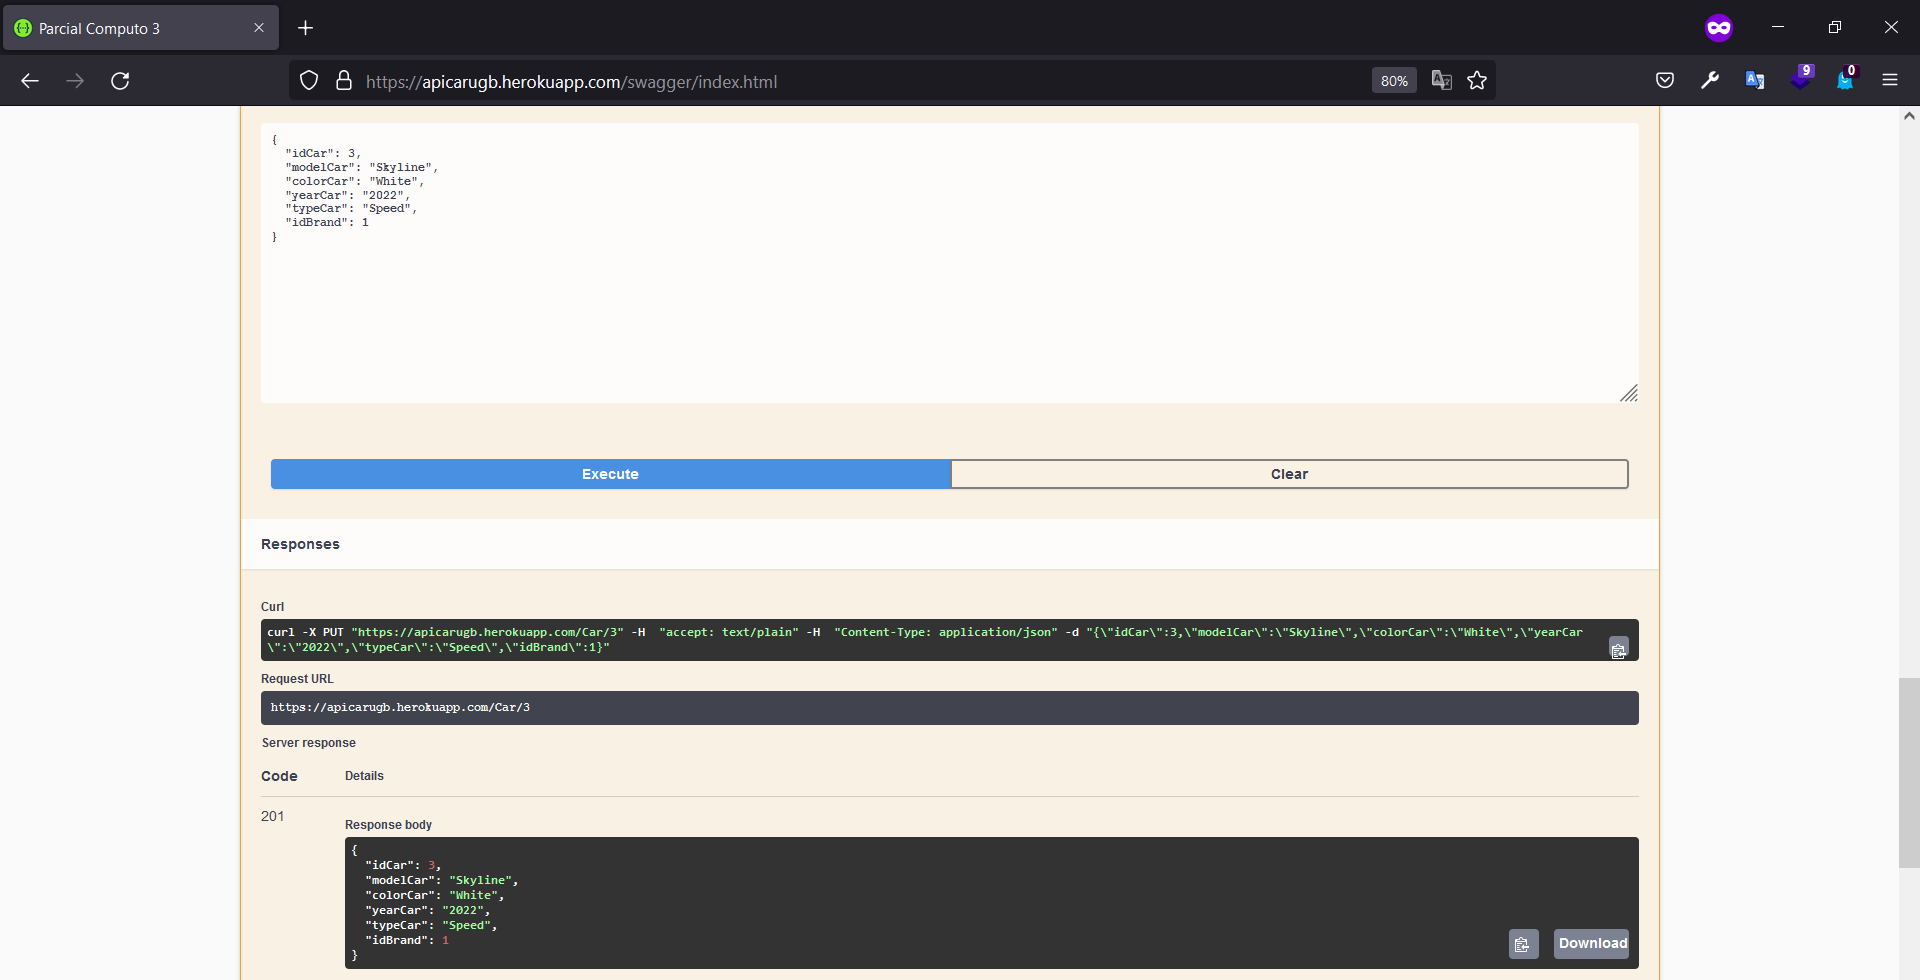 Parcial Computo 3
https://apicarugb.herokuapp.com/swagger/index.html
80%
9
0
{
  "idCar": 3,
  "modelCar": "Skyline",
  "colorCar": "White",
  "yearCar": "2022",
  "typeCar": "Speed",
  "idBrand": 1
}
Execute
Clear
Responses
Curl
curl -X PUT "https://apicarugb.herokuapp.com/Car/3" -H  "accept: text/plain" -H  "Content-Type: application/json" -d "{\"idCar\":3,\"modelCar\":\"Skyline\",\"colorCar\":\"White\",\"yearCar
\":\"2022\",\"typeCar\":\"Speed\",\"idBrand\":1}"
Request URL
https://apicarugb.herokuapp.com/Car/3
Server response
Code
Details
201
Response body
{
  "idCar": 3,
  "modelCar": "Skyline",
  "colorCar": "White",
  "yearCar": "2022",
  "typeCar": "Speed",
  "idBrand": 1
}
Download